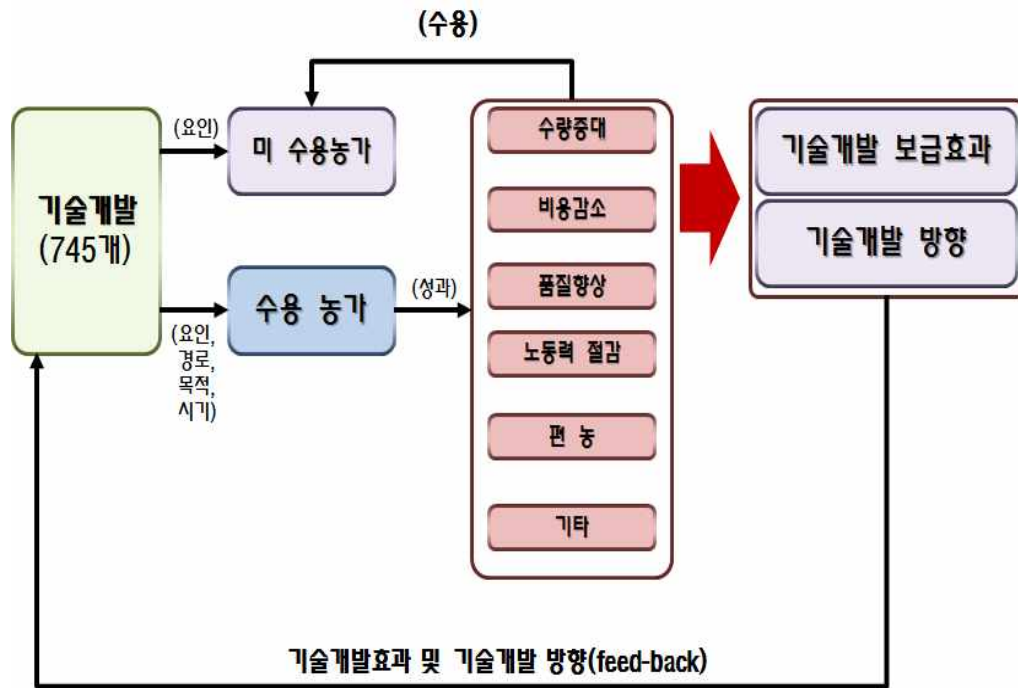 (수용)
기술개발
(745개)
(요인)
미 수용농가
(요인,
경로,
목적,
시기)
수용 농가
(성과)
수량증대
비용감소
품질향상
노동력 절감
편 농
기타
기술개발 보급효과
기술개발 방향
기술개발효과 및 기술개발 방향(feed-back)